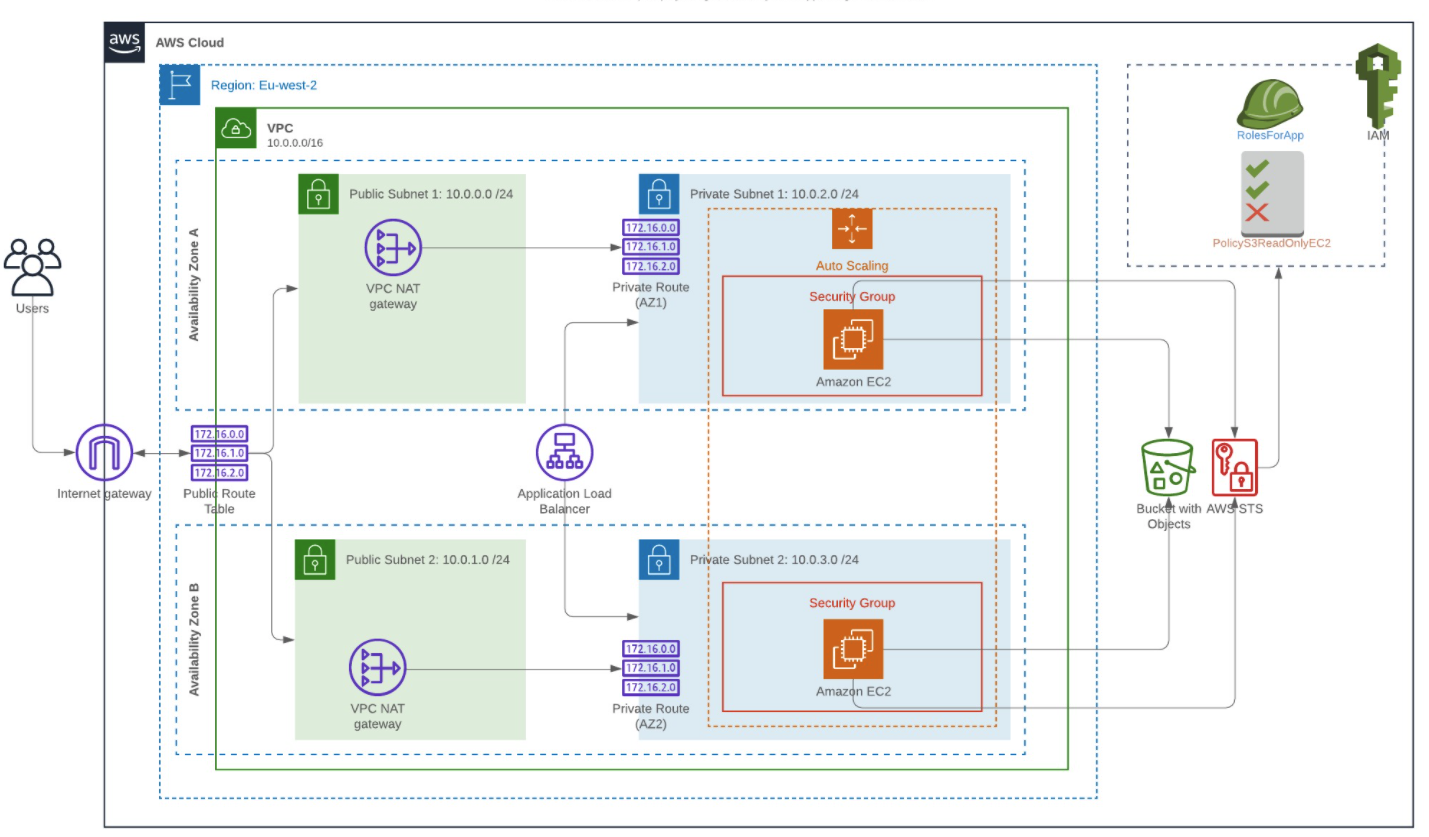 aws
AWS Cloud
Region: Eu-west-2
VPC
10.0.0.0/16
RolesForApp
IAM
PolicyS3ReadOnlyEC2
Availability Zone A
Public Subnet 1: 10.0.0.0 /24
VPC NAT
gateway
Private Subnet 1: 10.0.2.0 /24
172.16.0.0
172.16.1.0
172.16.2.0
Private Route
(AZ1)
Auto Scaling
Security Group
Amazon EC2
Users
Internet gateway
172.16.0.0
172.16.1.0
172.16.2.0
Public Route
Table
Application Load
Balancer
Bucket with
Objects
AWS STS
Availability Zone B
Public Subnet 2: 10.0.1.0 /24
VPC NAT
gateway
Private Subnet 2: 10.0.3.0 /24
172.16.0.0
172.16.1.0
172.16.2.0
Private Route
(AZ2)
Security Group
Amazon EC2